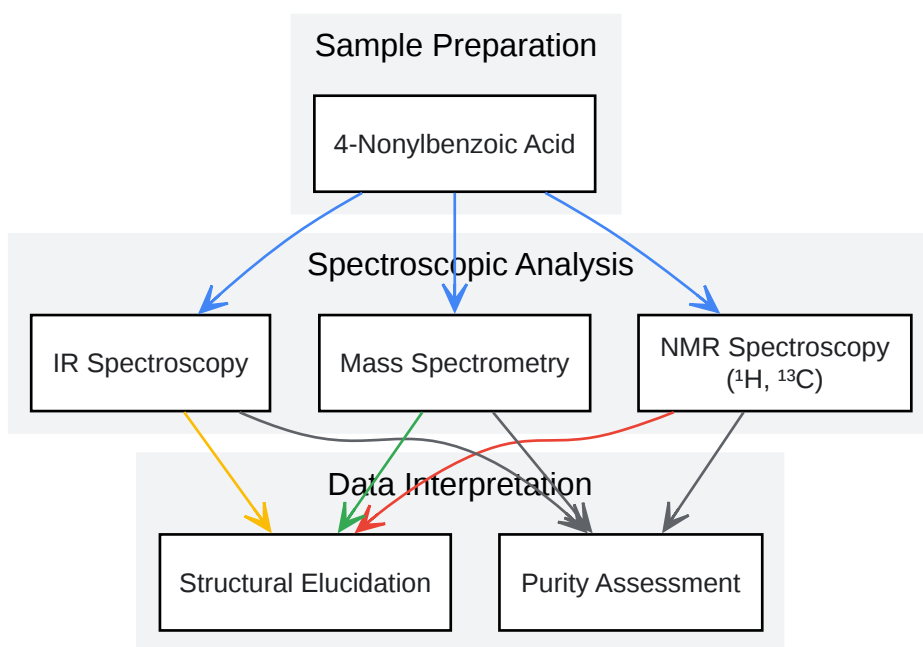 Sample Preparation
4-Nonylbenzoic Acid
Spectroscopic Analysis
IR Spectroscopy
Mass Spectrometry
NMR Spectroscopy
(¹H, ¹³C)
Data Interpretation
Structural Elucidation
Purity Assessment